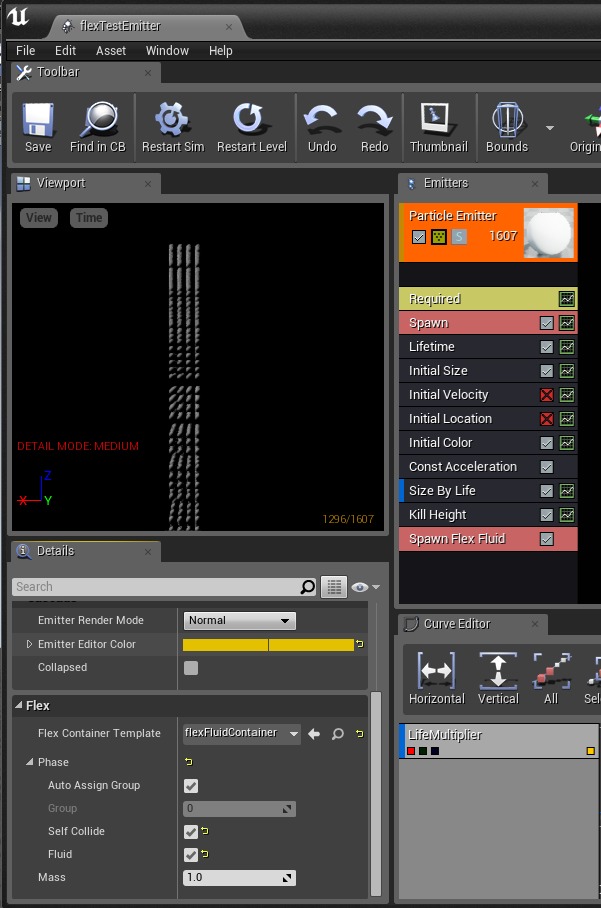 flexTestEmitter
File Edit Asset Window Help
Toolbar
Save Find in CB Restart Sim Restart Level Undo Redo Thumbnail Bounds Origin
Viewport
View Time
DETAIL MODE: MEDIUM
Z
X Y
1296/1607
Emitters
Particle Emitter
S 1607
Required
Spawn
Lifetime
Initial Size
Initial Velocity
Initial Location
Initial Color
Const Acceleration
Size By Life
Kill Height
Spawn Flex Fluid
Details
Search
Emitter Render Mode Normal
Emitter Editor Color
Collapsed
Flex
Flex Container Template flexFluidContainer
Phase
Auto Assign Group
Group 0
Self Collide
Fluid
Mass 1.0
Curve Editor
Horizontal Vertical All Sel
LifeMultiplier